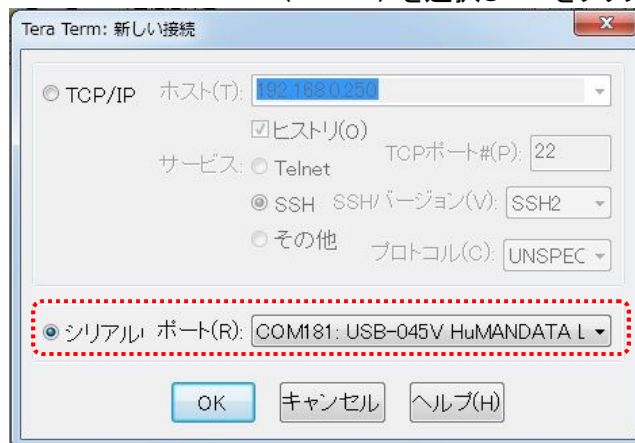 Tera Term: 新しい接続
TCP/IP ホスト(T): 192.168.0.250
ヒストリ(O)
サービス: Telnet TCPポート#(P): 22
SSH SSHバージョン(V): SSH2
その他 プロトコル(C): UNSPEC
シリアル ポート(R): COM181: USB-045V HuMANDATA L
OK キャンセル ヘルプ(H)